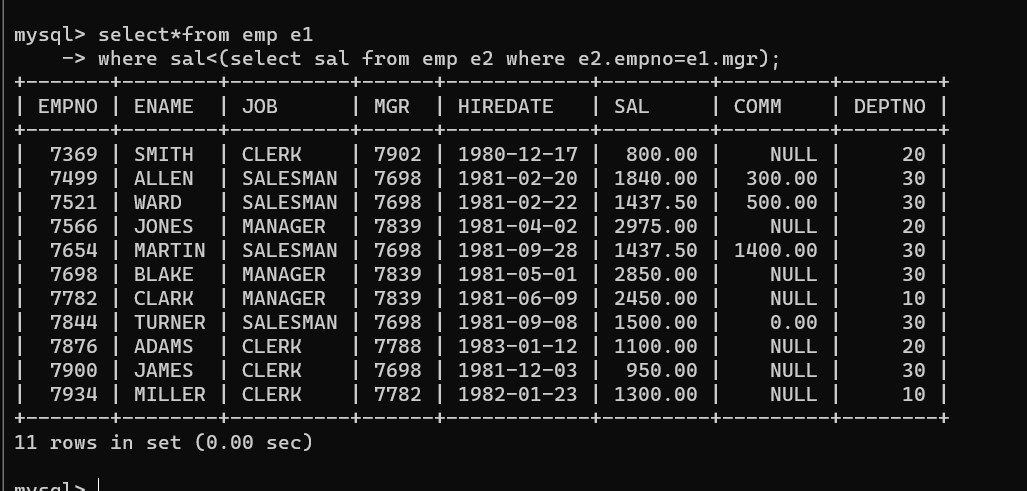 mysql> select*from emp e1
    -> where sal<(select sal from emp e2 where e2.empno=e1.mgr);
+-------+--------+----------+------+------------+---------+---------+--------+
| EMPNO | ENAME  | JOB      | MGR  | HIREDATE   | SAL     | COMM    | DEPTNO |
+-------+--------+----------+------+------------+---------+---------+--------+
|  7369 | SMITH  | CLERK    | 7902 | 1980-12-17 |  800.00 |    NULL |     20 |
|  7499 | ALLEN  | SALESMAN | 7698 | 1981-02-20 | 1840.00 |  300.00 |     30 |
|  7521 | WARD   | SALESMAN | 7698 | 1981-02-22 | 1437.50 |  500.00 |     30 |
|  7566 | JONES  | MANAGER  | 7839 | 1981-04-02 | 2975.00 |    NULL |     20 |
|  7654 | MARTIN | SALESMAN | 7698 | 1981-09-28 | 1437.50 | 1400.00 |     30 |
|  7698 | BLAKE  | MANAGER  | 7839 | 1981-05-01 | 2850.00 |    NULL |     30 |
|  7782 | CLARK  | MANAGER  | 7839 | 1981-06-09 | 2450.00 |    NULL |     10 |
|  7844 | TURNER | SALESMAN | 7698 | 1981-09-08 | 1500.00 |    0.00 |     30 |
|  7876 | ADAMS  | CLERK    | 7788 | 1983-01-12 | 1100.00 |    NULL |     20 |
|  7900 | JAMES  | CLERK    | 7698 | 1981-12-03 |  950.00 |    NULL |     30 |
|  7934 | MILLER | CLERK    | 7782 | 1982-01-23 | 1300.00 |    NULL |     10 |
+-------+--------+----------+------+------------+---------+---------+--------+
11 rows in set (0.00 sec)
mysql>